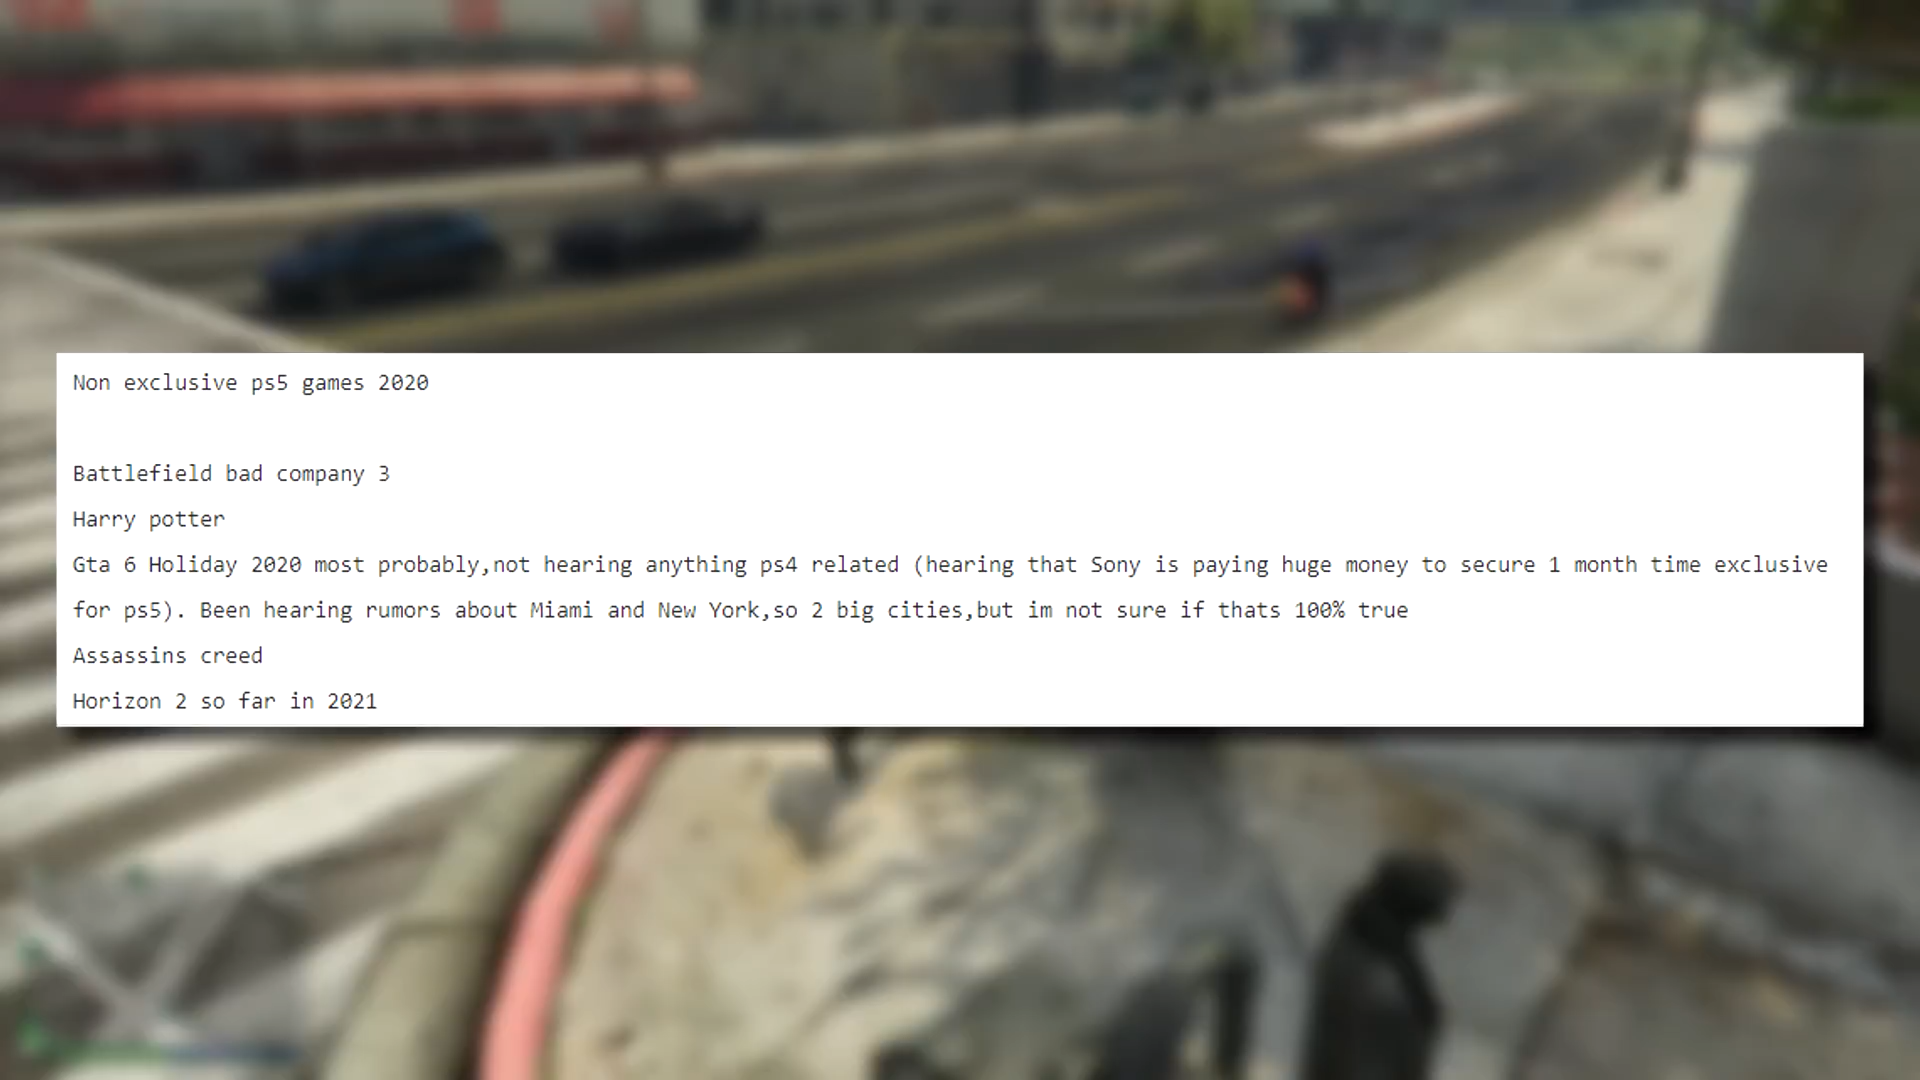 Non exclusive ps5 games 2020
Battlefield bad company 3
Harry potter
Gta 6 Holiday 2020 most probably,not hearing anything ps4 related (hearing that Sony is paying huge money to secure 1 month time exclusive
for ps5). Been hearing rumors about Miami and New York,so 2 big cities,but im not sure if thats 100% true
Assassins creed
Horizon 2 so far in 2021